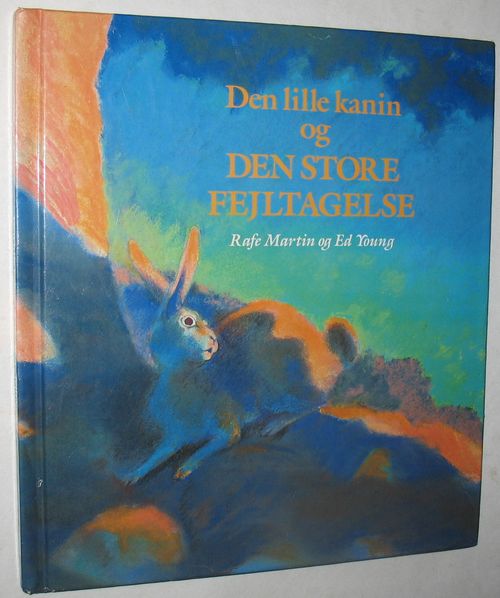 Den lille kanin
og
DEN STORE
FEJLTAGELSE
Rafe Martin og Ed Young